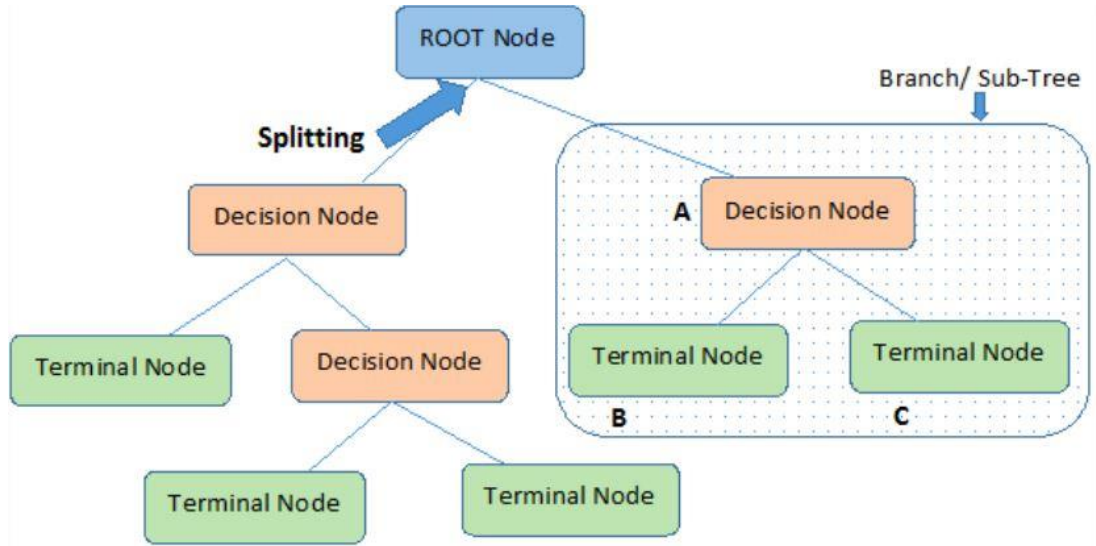 ROOT Node
Branch/ Sub-Tree
Splitting
Decision Node
A
Decision Node
Terminal Node
Decision Node
Terminal Node
Terminal Node
B
C
Terminal Node
Terminal Node